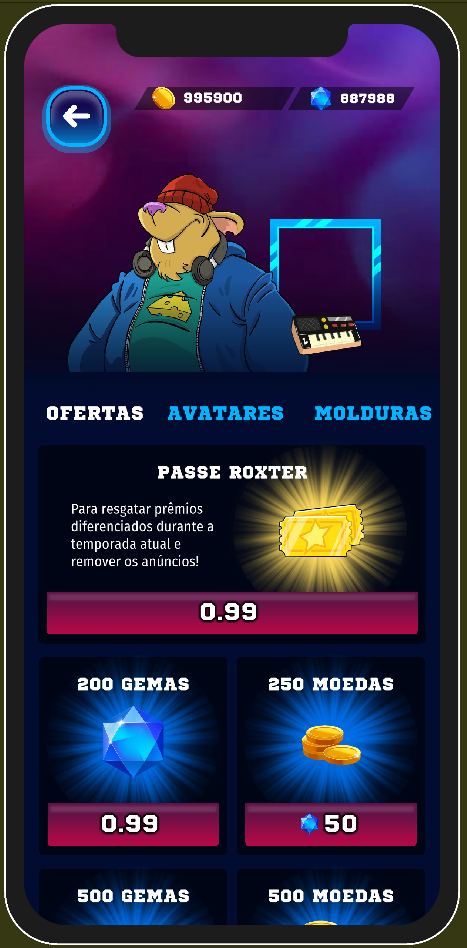 995900 887988
OFERTAS AVATARES MOLDURAS
PASSE ROXTER
Para resgatar prêmios
diferenciados durante a
temporada atual e
remover os anúncios!
0.99
200 GEMAS 250 MOEDAS
0.99 50
500 GEMAS 500 MOEDAS